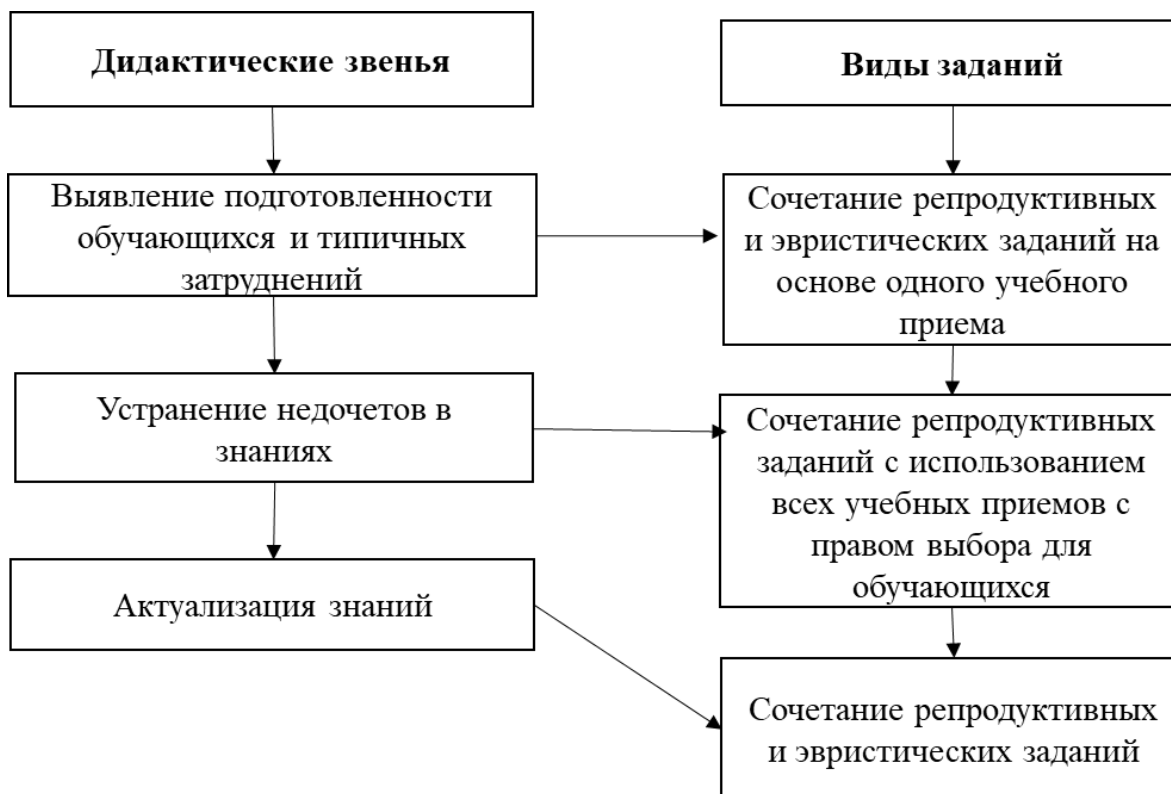 Дидактические звенья
Виды заданий
Выявление подготовленности
обучающихся и типичных
затруднений
Сочетание репродуктивных
и эвристических заданий на
основе одного учебного
приема
Устранение недочетов в
знаниях
Сочетание репродуктивных
заданий с использованием
всех учебных приемов с
правом выбора для
обучающихся
Актуализация знаний
Сочетание репродуктивных
и эвристических заданий